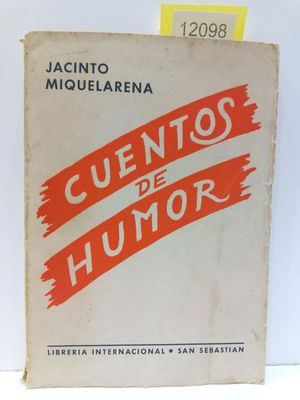 12098
JACINTO
MIQUELARENA
CUENTOS
DE
HUMOR
LIBRERIA INTERNACIONAL • SAN SEBASTIAN